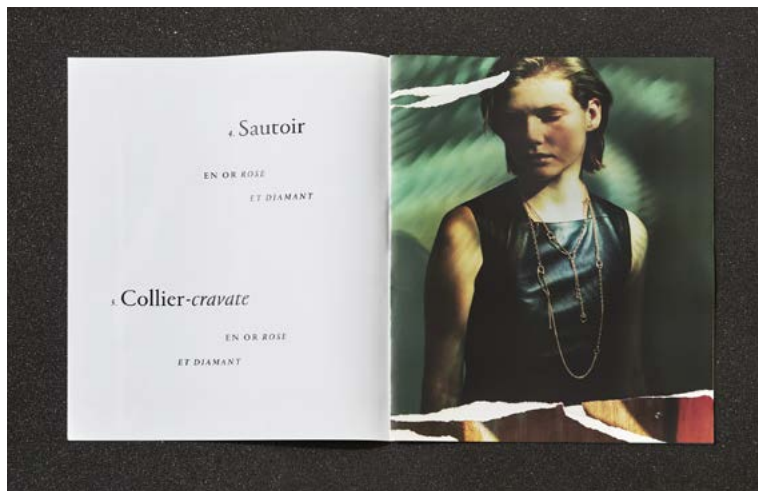 4. Sautoir
EN OR ROSE
ET DIAMANT
5. Collier-cravate
EN OR ROSE
ET DIAMANT